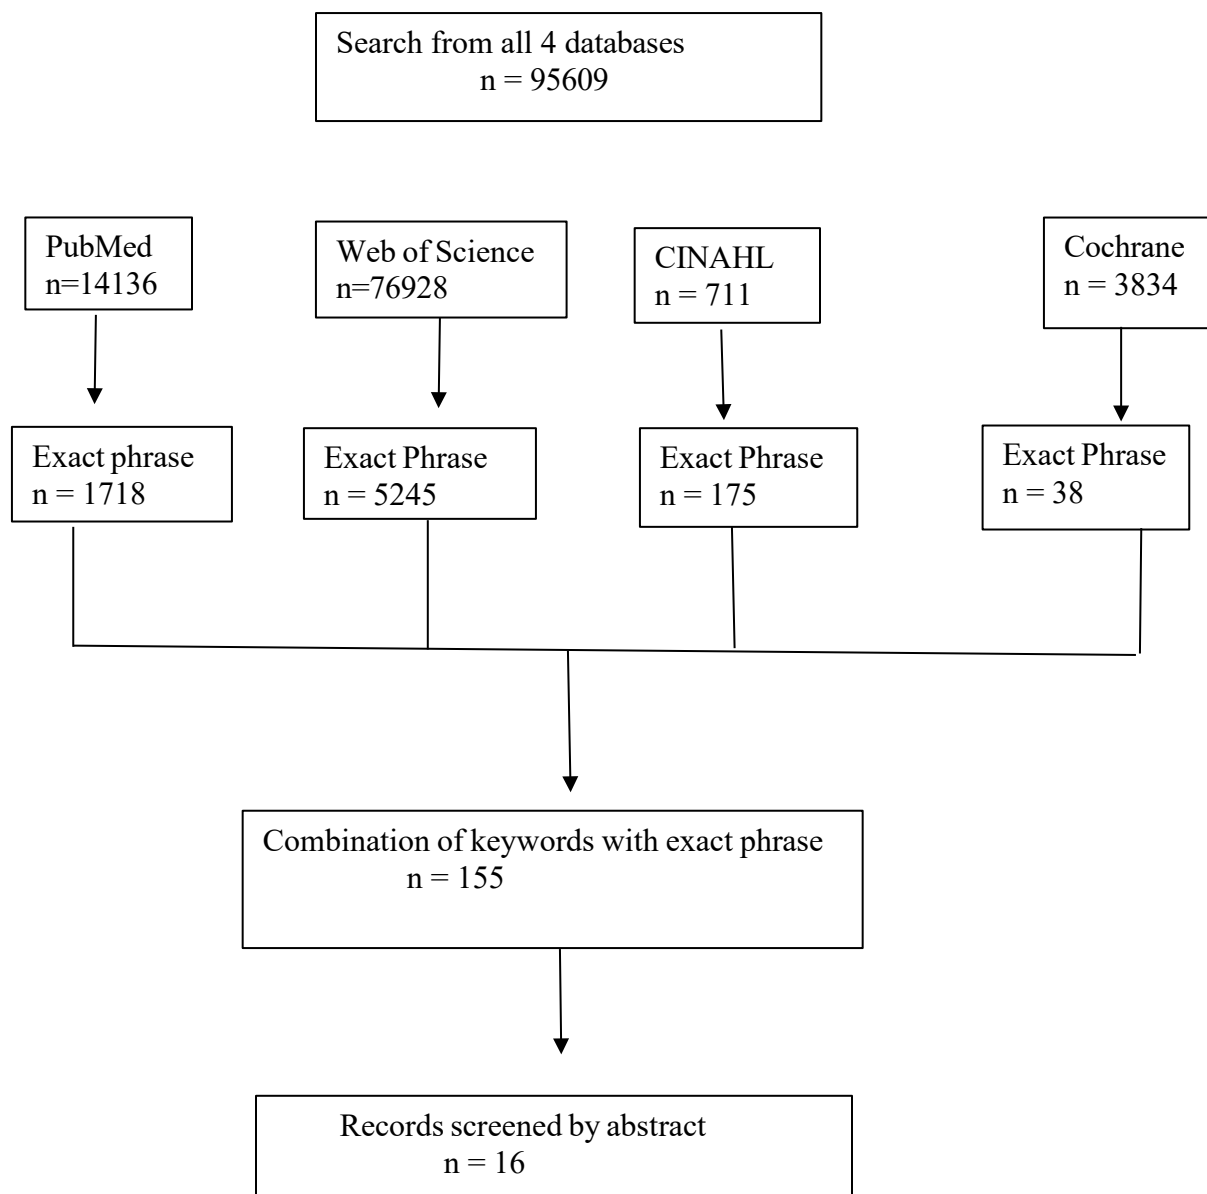 Search from all 4 databases
n = 95609
PubMed
n=14136
Web of Science
n=76928
CINAHL
n = 711
Cochrane
n = 3834
Exact phrase
n = 1718
Exact Phrase
n = 5245
Exact Phrase
n = 175
Exact Phrase
n = 38
Combination of keywords with exact phrase
n = 155
Records screened by abstract
n = 16